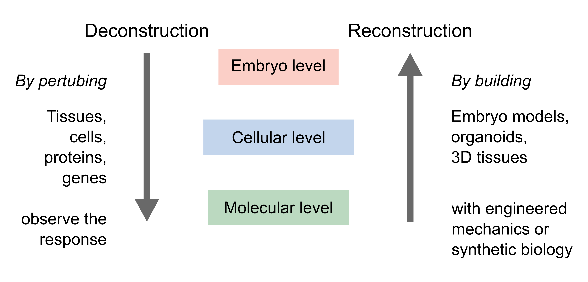 Deconstruction
Reconstruction
Embryo level
By pertubing
By building
Tissues,
cells,
proteins,
genes
Cellular level
Embryo models,
organoids,
3D tissues
Molecular level
observe the
response
with engineered
mechanics or
synthetic biology